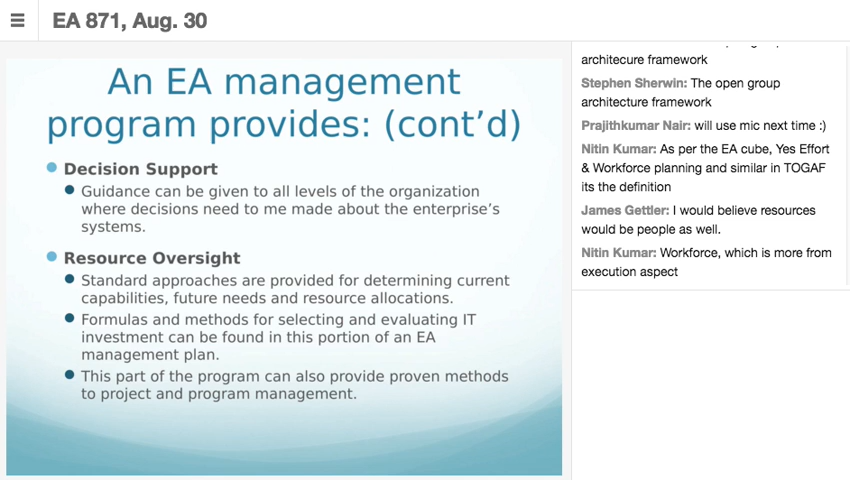 EA 871, Aug. 30
An EA management
program provides: (cont’d)
Decision Support
Guidance can be given to all levels of the organization
where decisions need to me made about the enterprise’s
systems.
Resource Oversight
Standard approaches are provided for determining current
capabilities, future needs and resource allocations.
Formulas and methods for selecting and evaluating IT
investment can be found in this portion of an EA
management plan.
This part of the program can also provide proven methods
to project and program management.
architecure framework
Stephen Sherwin: The open group
architecture framework
Prajithkumar Nair: will use mic next time :)
Nitin Kumar: As per the EA cube, Yes Effort
& Workforce planning and similar in TOGAF
its the definition
James Gettler: I would believe resources
would be people as well.
Nitin Kumar: Workforce, which is more from
execution aspect